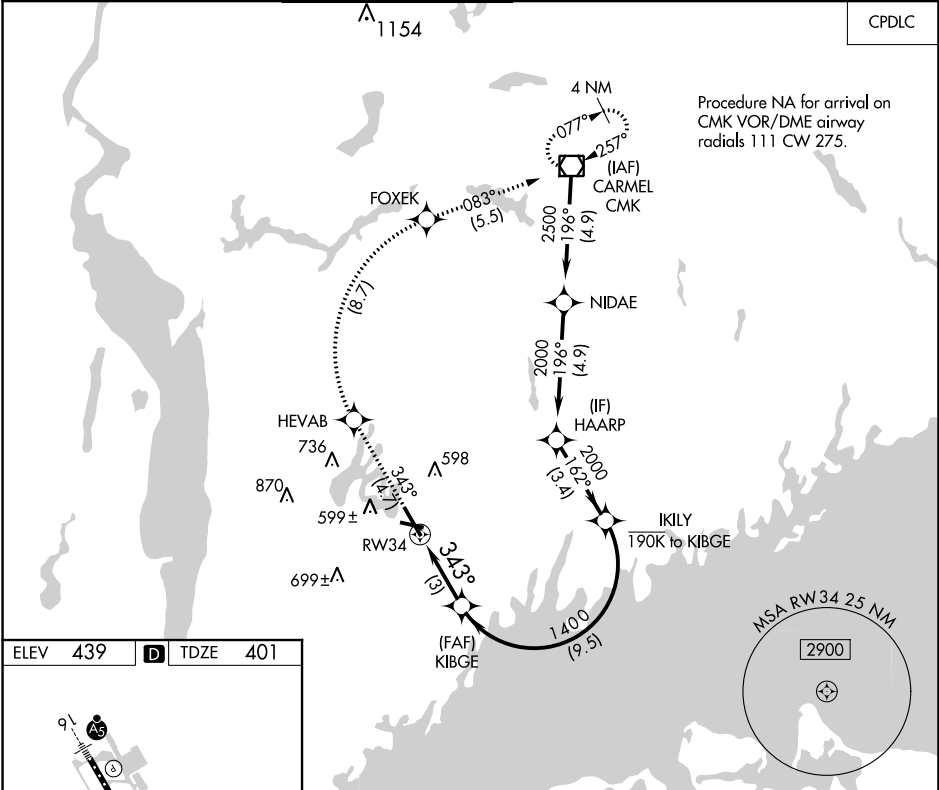 1154
CPDLC
4 NM
077°
257°
Procedure NA for arrival on
CMK VOR/DME airway
radials 111 CW 275.
(IAF)
CARMEL
CMK
FOXEK
083°
(5.5)
2500
196°
(4.9)
NIDAE
(8.7)
2000
196°
(4.9)
(IF)
HAARP
HEVAB
736
598
870
599±
343°
(4.7)
2000
162°
(3.4)
IKILY
190K to KIBGE
RW34
343°
(3)
699±
1400
(9.5)
(FAF)
KIBGE
MSA RW34 25 NM
2900
ELEV 439 D TDZE 401
16
A5
P